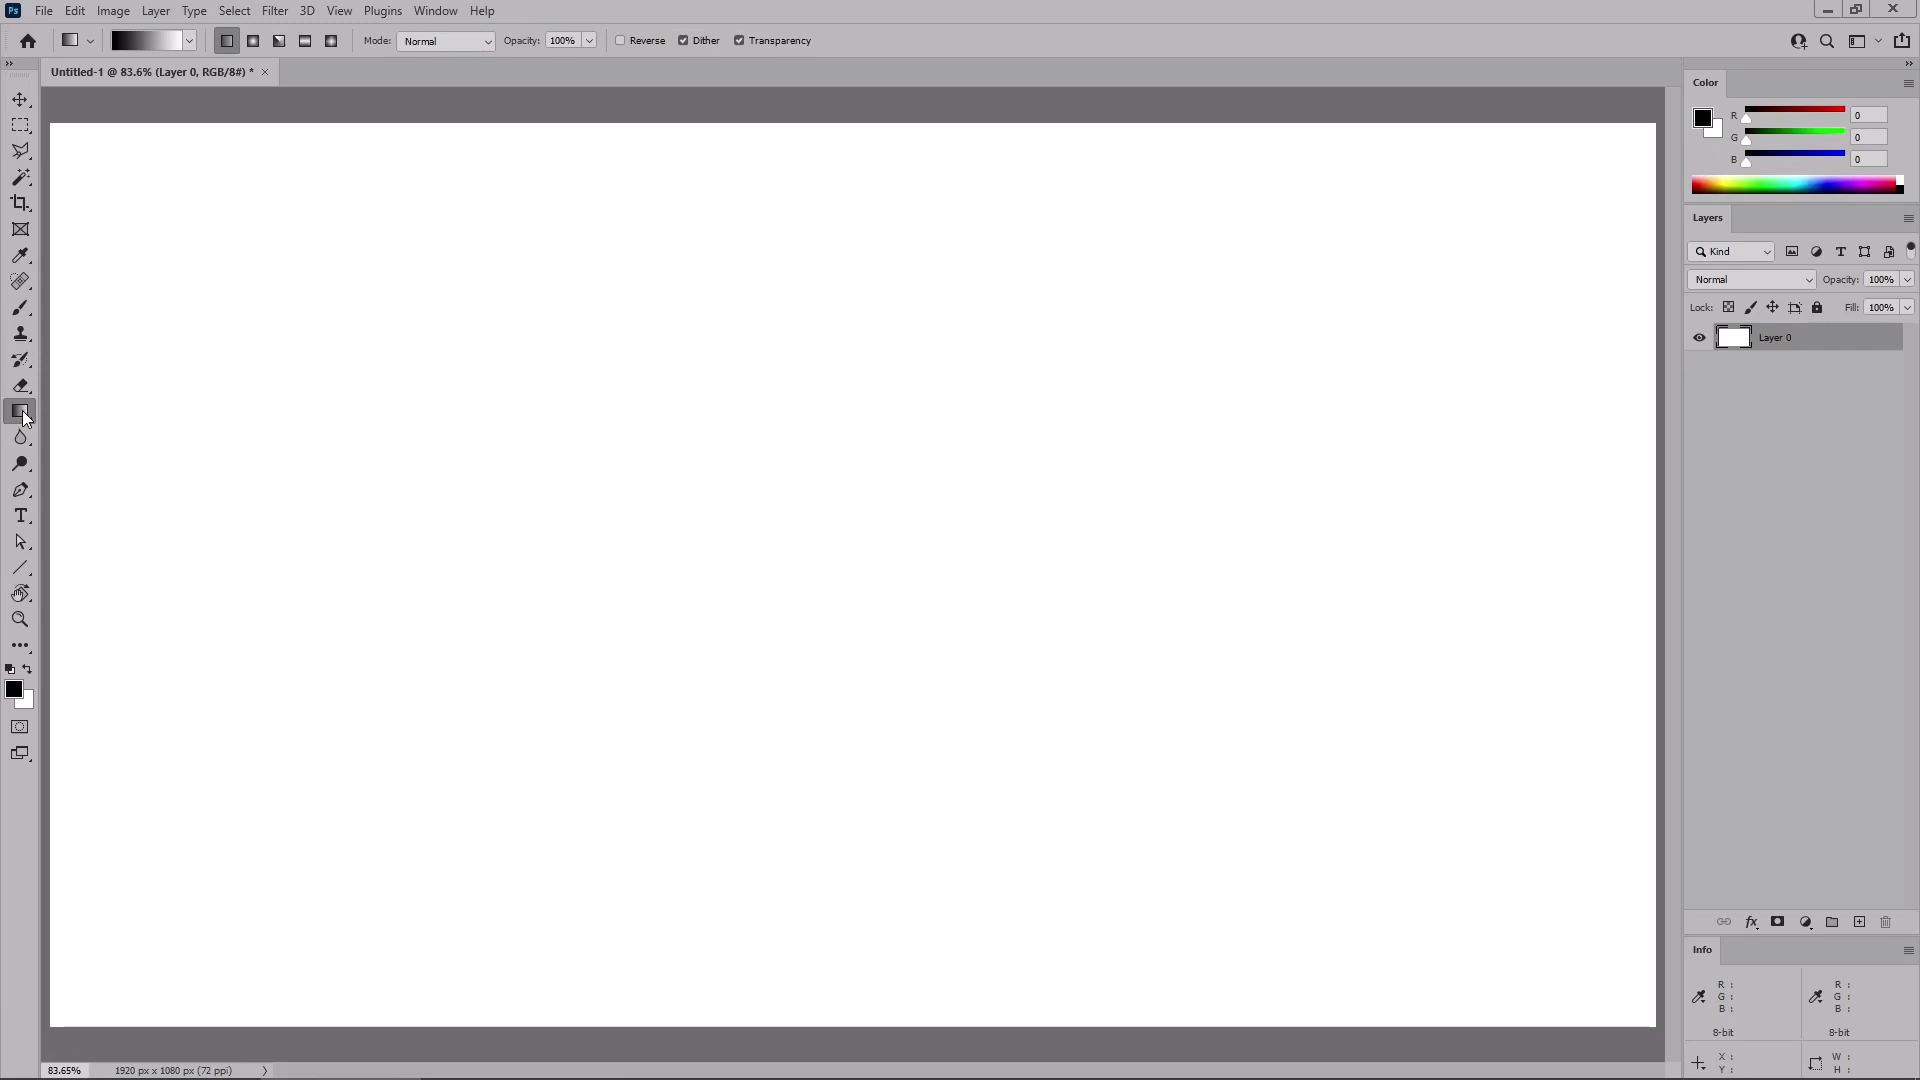 Ps File Edit Image Layer Type Select Filter 3D View Plugins Window Help
Mode: Normal Opacity: 100% Reverse Dither Transparency
Untitled-1 @ 83.6% (Layer 0, RGB/8#) * ×
Color
R 0
G 0
B 0
Layers
Kind
Normal Opacity: 100%
Lock: Fill: 100%
Layer 0
fx
Info
R : R :
G : G :
B : B :
8-bit 8-bit
X : W :
Y : H :
83.65% 1920 px x 1080 px (72 ppi)